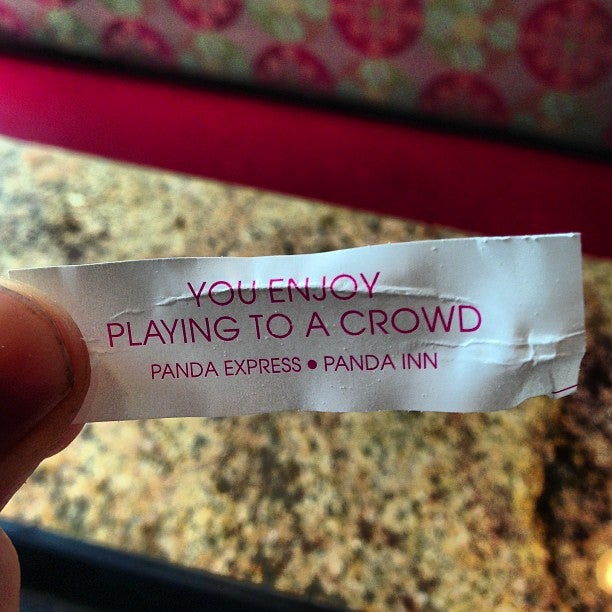 YOU ENJOY
PLAYING TO A CROWD
PANDA EXPRESS • PANDA INN